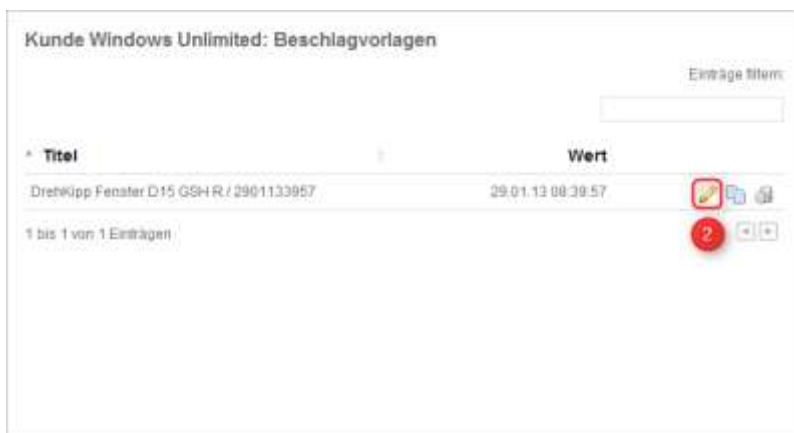 Kunde Windows Unlimited: Beschlagvorlagen
Einträge filtern:
Titel Wert
DrehKipp Fenster D15 GSH R / 2901133957 29.01.13 08:39:57
2
1 bis 1 von 1 Einträgen